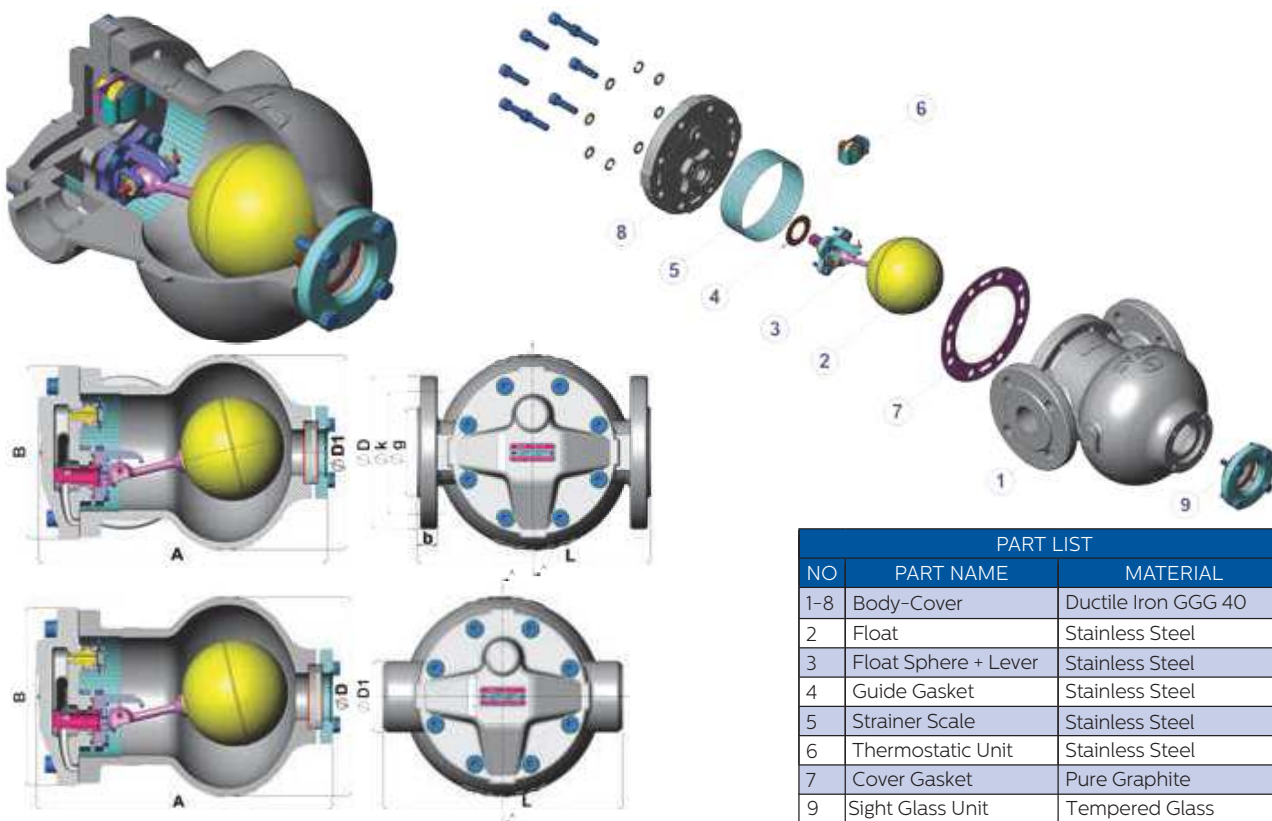 6
8
5
4
3
2
7
1
9
B
A
Ø D1
Ø D
Ø k
Ø g
b
L
B
A
Ø D
Ø D1
L
PART LIST
NO PART NAME MATERIAL
1-8 Body-Cover Ductile Iron GGG 40
2 Float Stainless Steel
3 Float Sphere + Lever Stainless Steel
4 Guide Gasket Stainless Steel
5 Strainer Scale Stainless Steel
6 Thermostatic Unit Stainless Steel
7 Cover Gasket Pure Graphite
9 Sight Glass Unit Tempered Glass